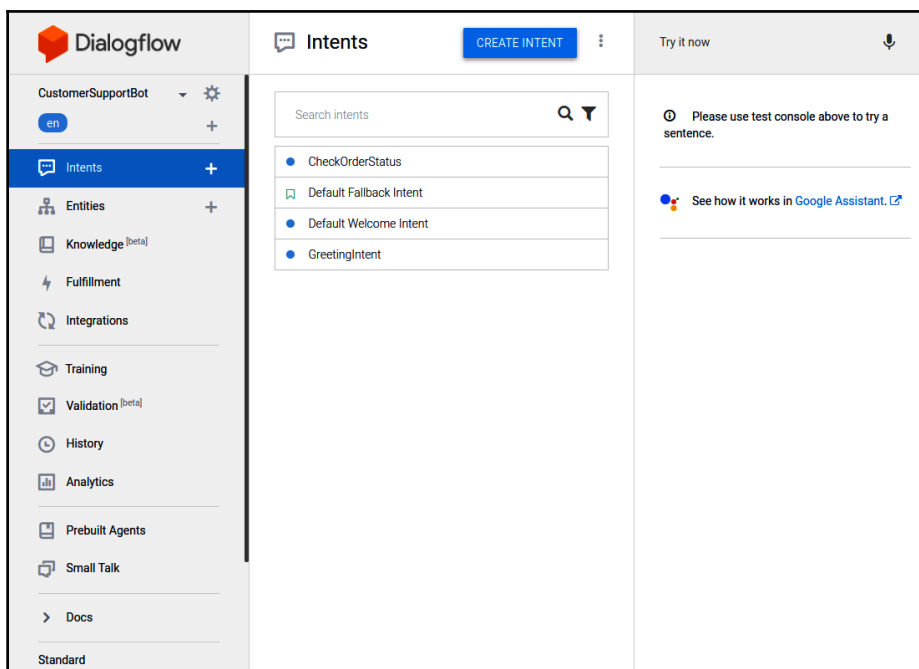 Dialogflow
CustomerSupportBot
en
Intents
Entities
Knowledge [beta]
Fulfillment
Integrations
Training
Validation [beta]
History
Analytics
Prebuilt Agents
Small Talk
Docs
Standard
Intents
CREATE INTENT
Search intents
CheckOrderStatus
Default Fallback Intent
Default Welcome Intent
GreetingIntent
Try it now
Please use test console above to try a
sentence.
See how it works in Google Assistant.